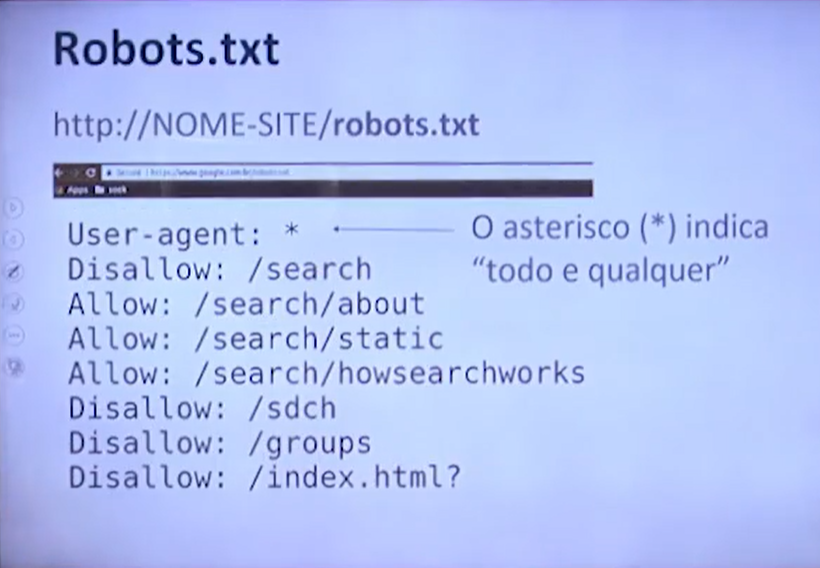 Robots.txt
http://NOME-SITE/robots.txt
Apps
User-agent: *
O asterisco (*) indica
“todo e qualquer”
Disallow: /search
Allow: /search/about
Allow: /search/static
Allow: /search/howsearchworks
Disallow: /sdch
Disallow: /groups
Disallow: /index.html?